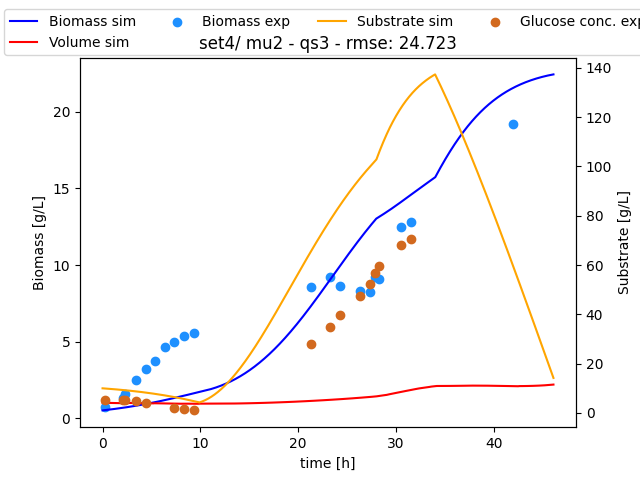 Biomass sim Biomass exp Substrate sim Glucose conc. exp
Volume sim
set4/ mu2 - qs3 - rmse: 24.723
Biomass [g/L]
20
15
10
5
0
0 10 20 30 40
time [h]
140
120
100
80
60
40
20
0
Substrate [g/L]